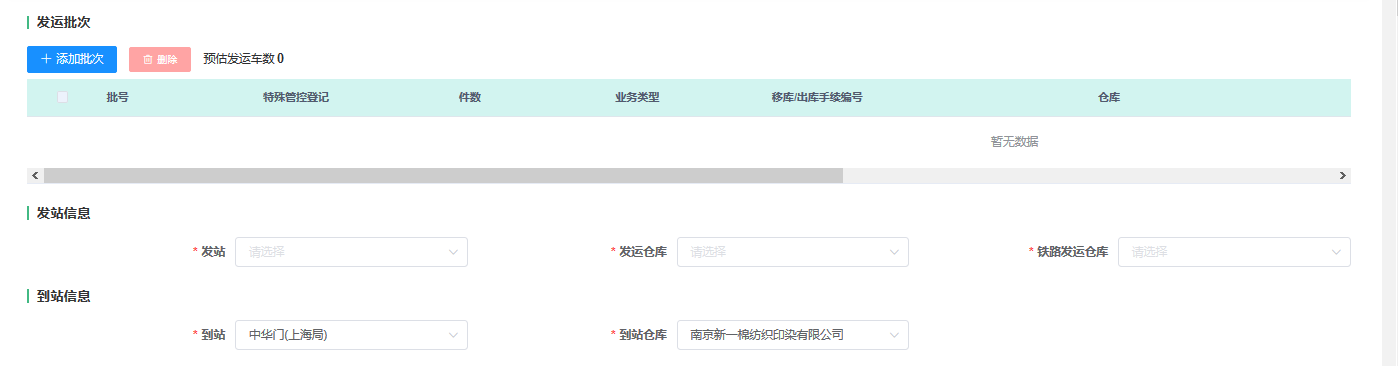 发运批次
添加批次 删除 预估发运车数 0
批号 特殊管控登记 件数 业务类型 移库/出库手续编号 仓库
暂无数据
发站信息
* 发站 请选择 * 发运仓库 请选择 * 铁路发运仓库 请选择
到站信息
* 到站 中华门(上海局) * 到站仓库 南京新一棉纺织印染有限公司